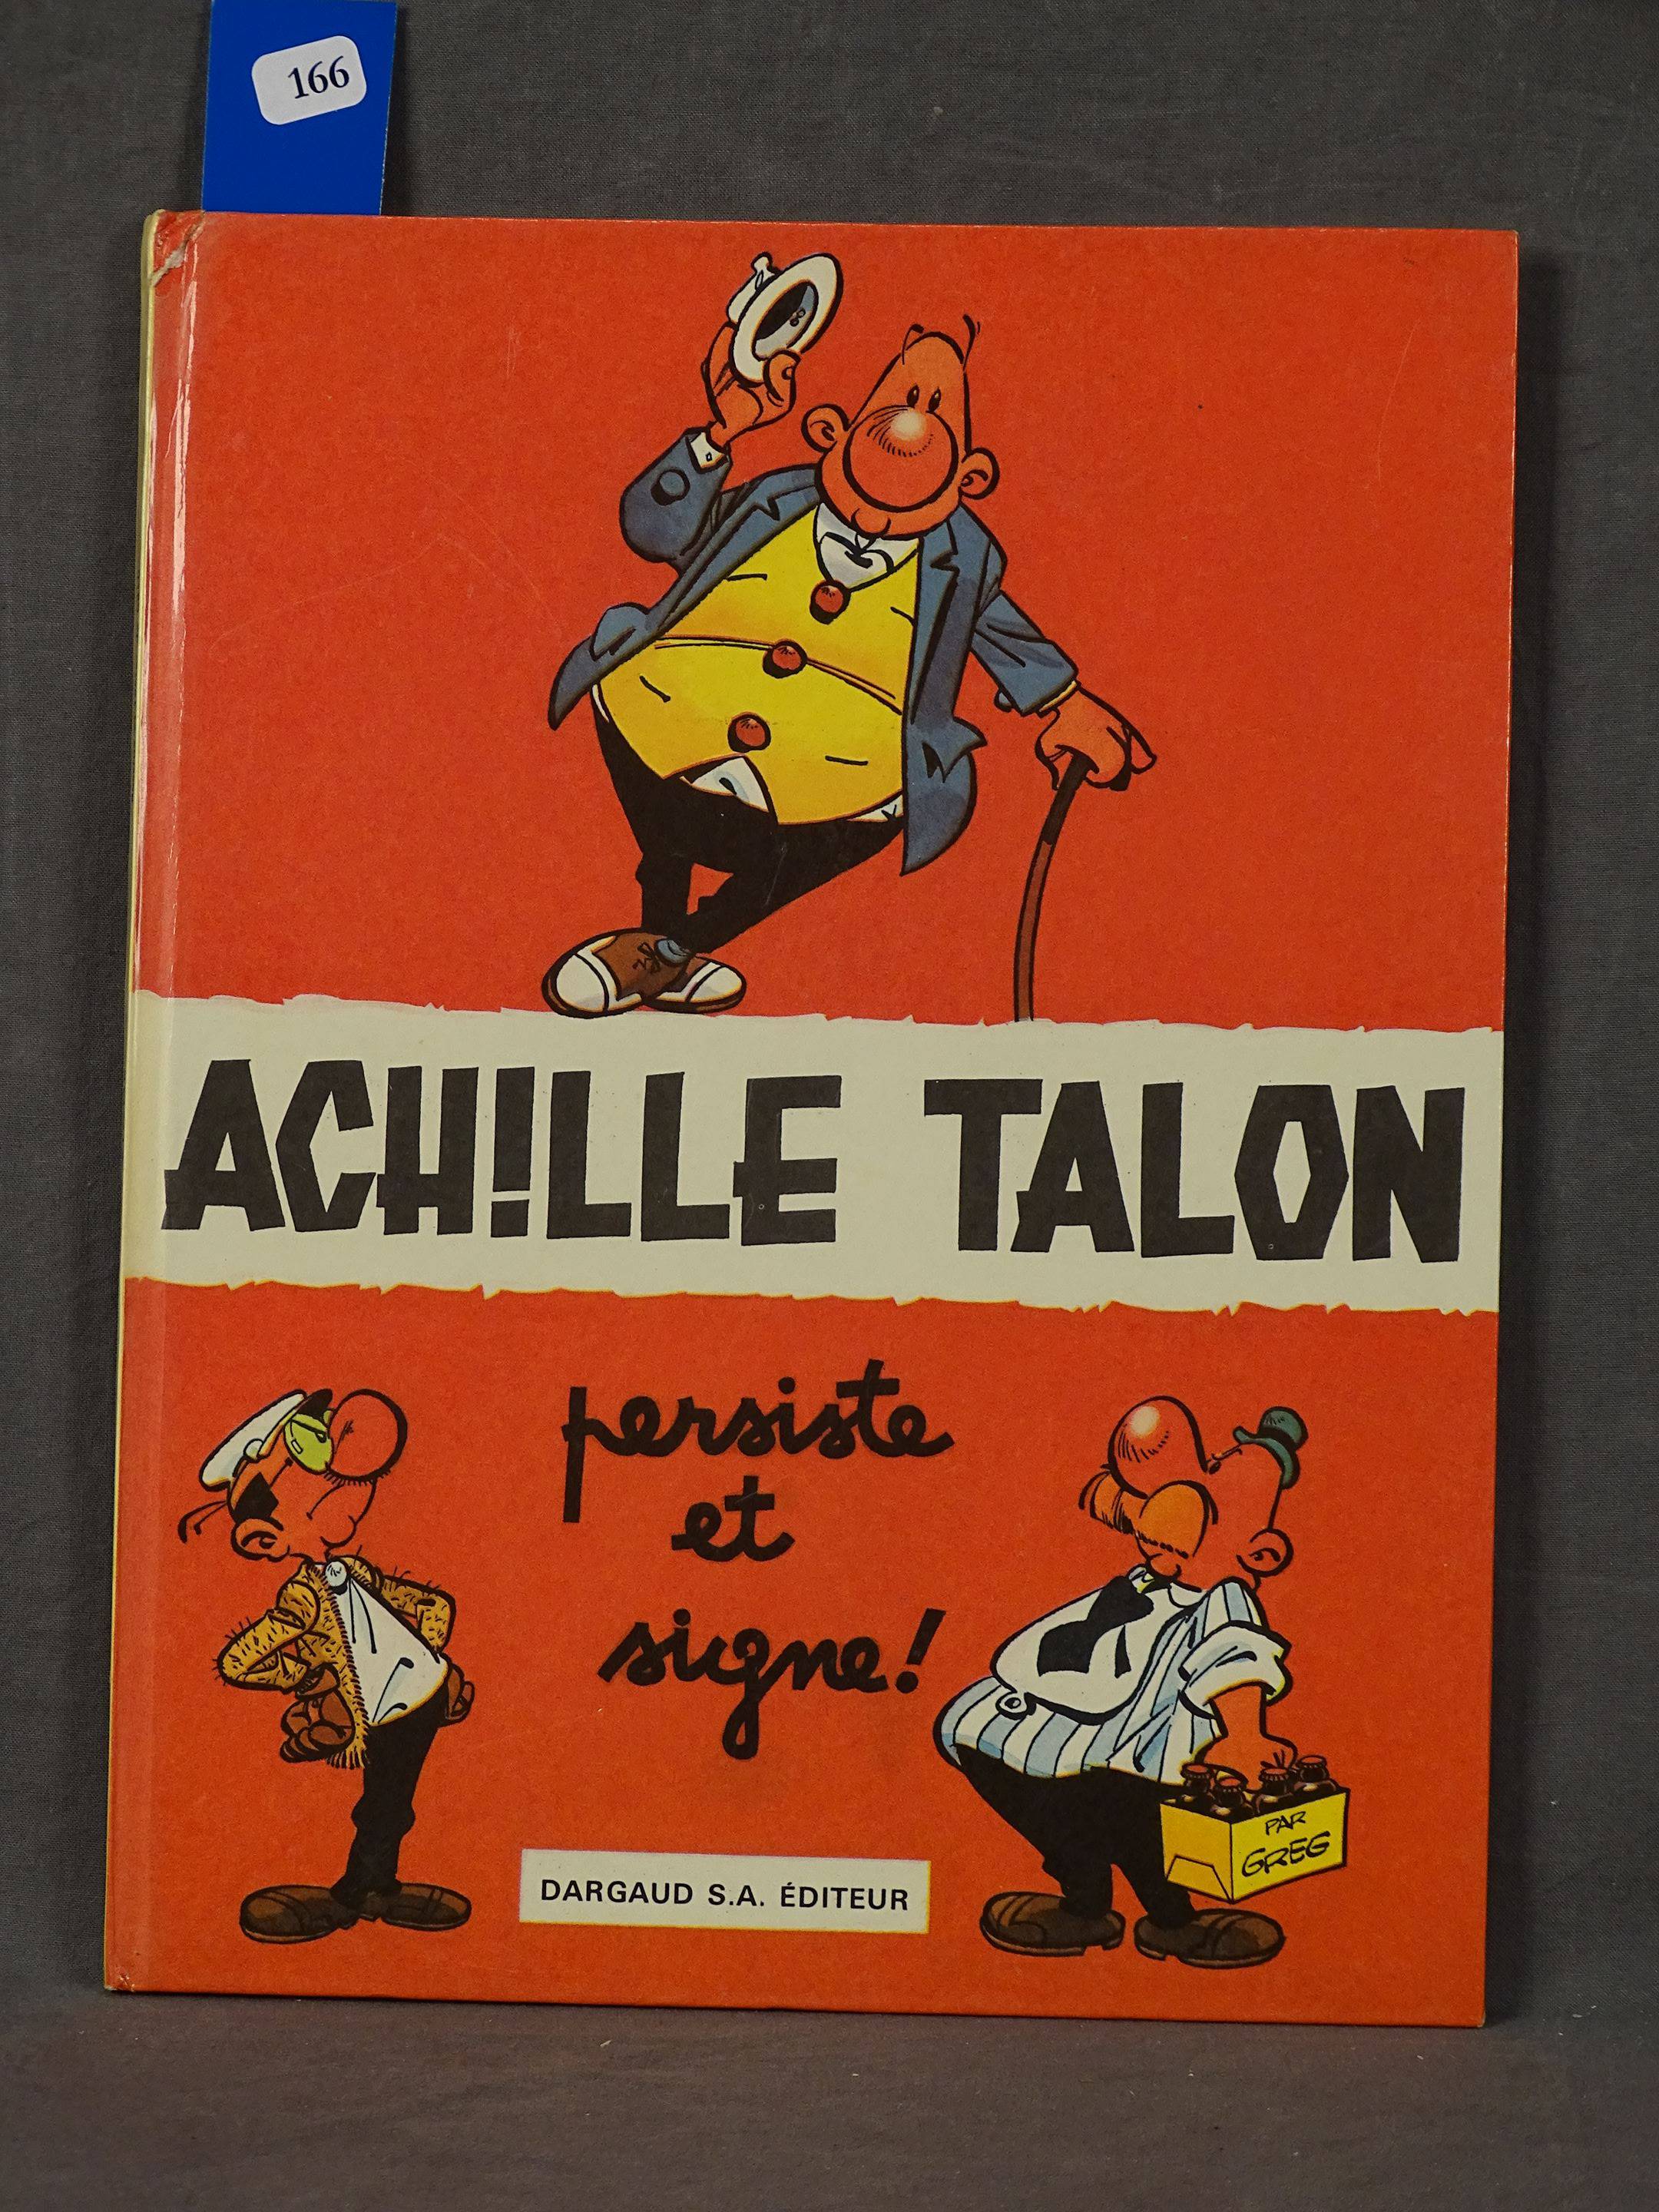 166
ACH!LLE TALON
persiste
et
signe!
PAR
GREG
DARGAUD S.A. ÉDITEUR